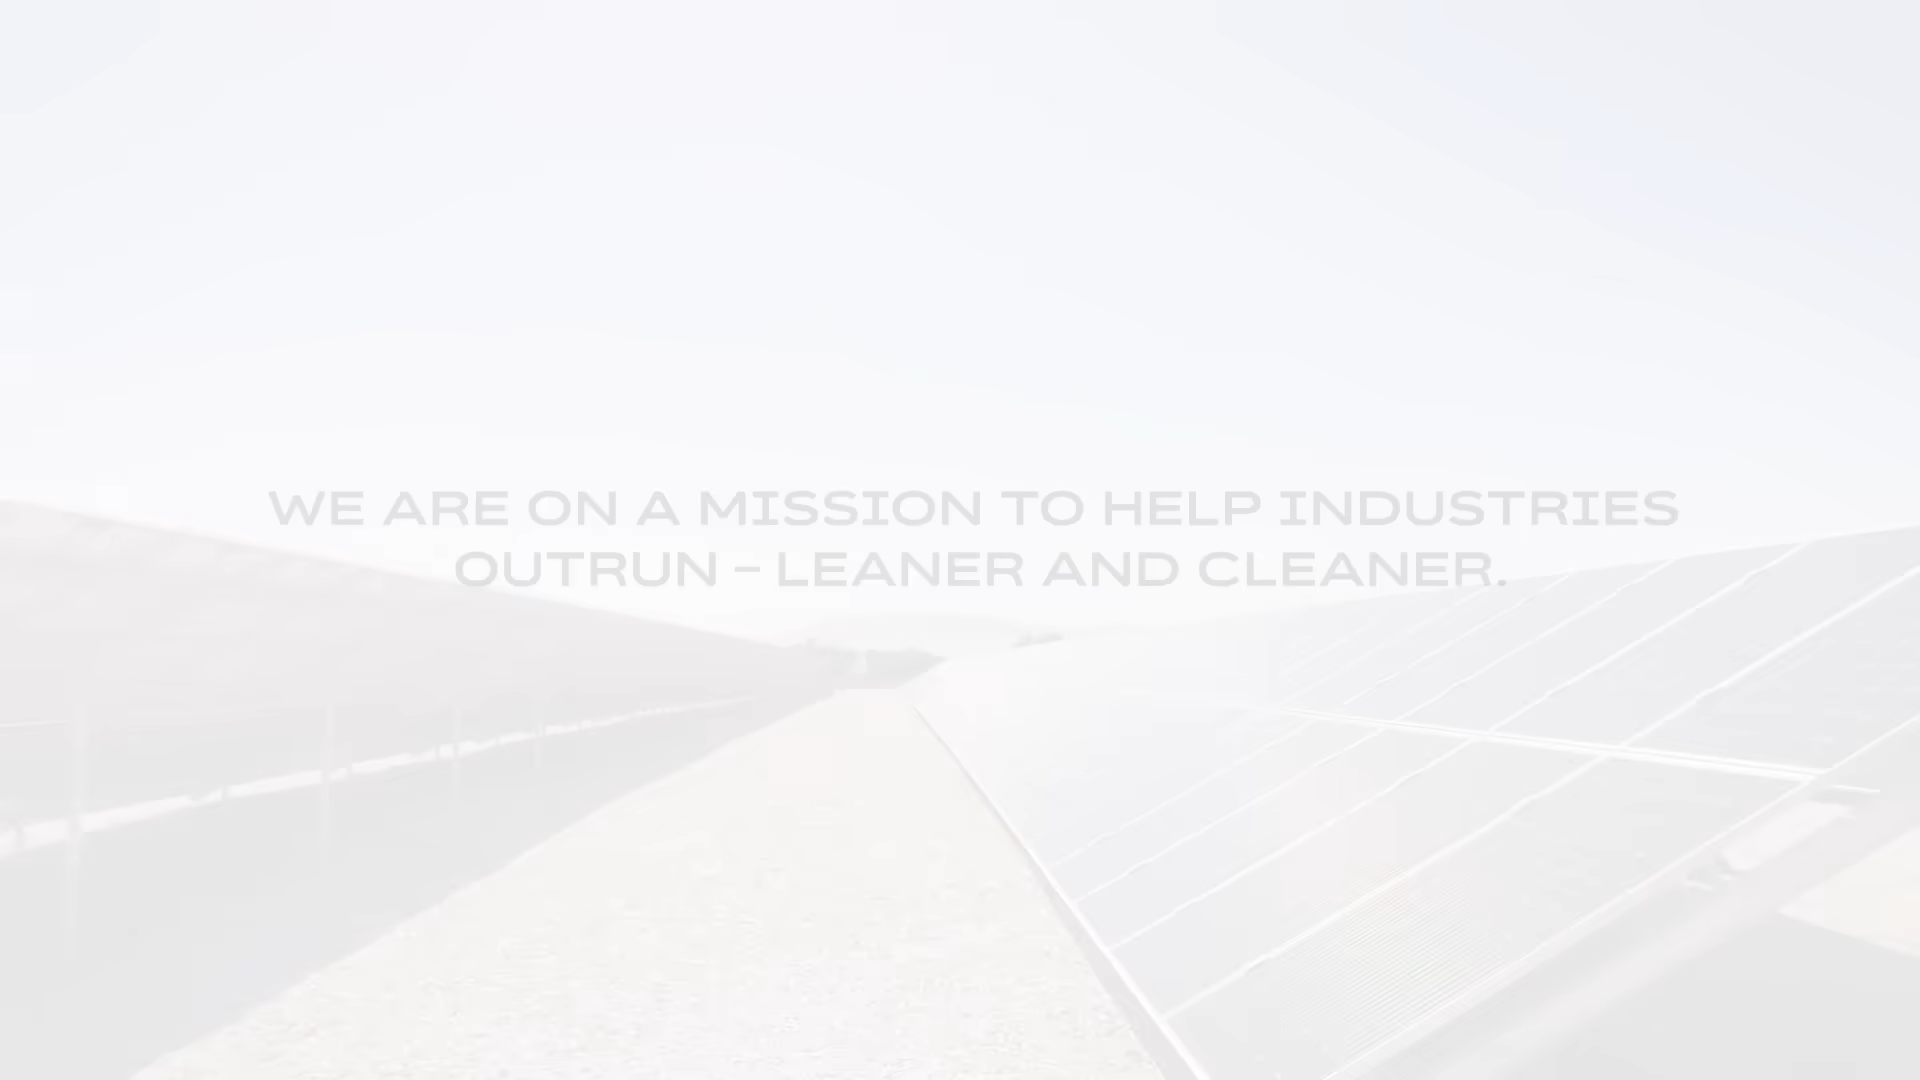 WE ARE ON A MISSION TO HELP INDUSTRIES
OUTRUN – LEANER AND CLEANER.